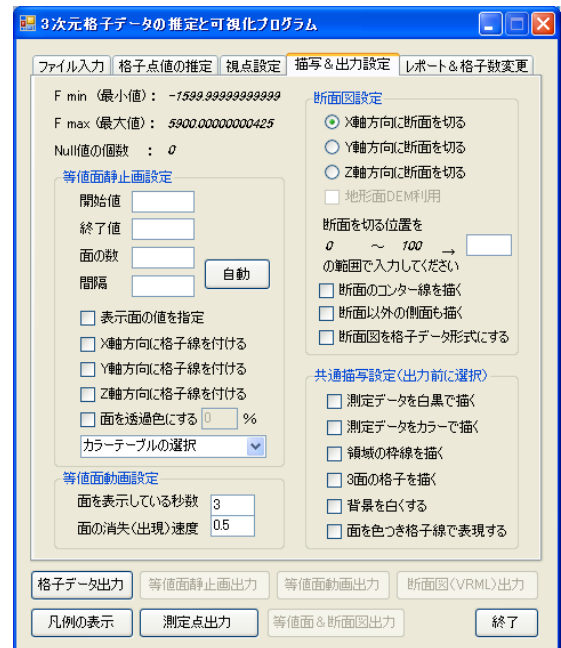 3次元格子データの推定と可視化プログラム
ファイル入力 格子点値の推定 視点設定 描写＆出力設定 レポート＆格子数変更
F min （最小値）： -1599.99999999999
F max （最大値）： 5900.00000000425
Null値の個数 ： 0
等値面静止画設定
開始値
終了値
面の数
間隔
自動
表示面の値を指定
X軸方向に格子線を付ける
Y軸方向に格子線を付ける
Z軸方向に格子線を付ける
面を透過色にする 0 %
カラーテーブルの選択
等値面動画設定
面を表示している秒数 3
面の消失（出現）速度 0.5
断面図設定
X軸方向に断面を切る
Y軸方向に断面を切る
Z軸方向に断面を切る
地形面DEM利用
断面を切る位置を
0 ～ 100 →
の範囲で入力してください
断面のコンター線を描く
断面以外の側面も描く
断面図を格子データ形式にする
共通描写設定（出力前に選択）
測定データを白黒で描く
測定データをカラーで描く
領域の枠線を描く
3面の格子を描く
背景を白くする
面を色つき格子線で表現する
格子データ出力 等値面静止画出力 等値面動画出力 断面図（VRML）出力
凡例の表示 測定点出力 等値面＆断面図出力 終了